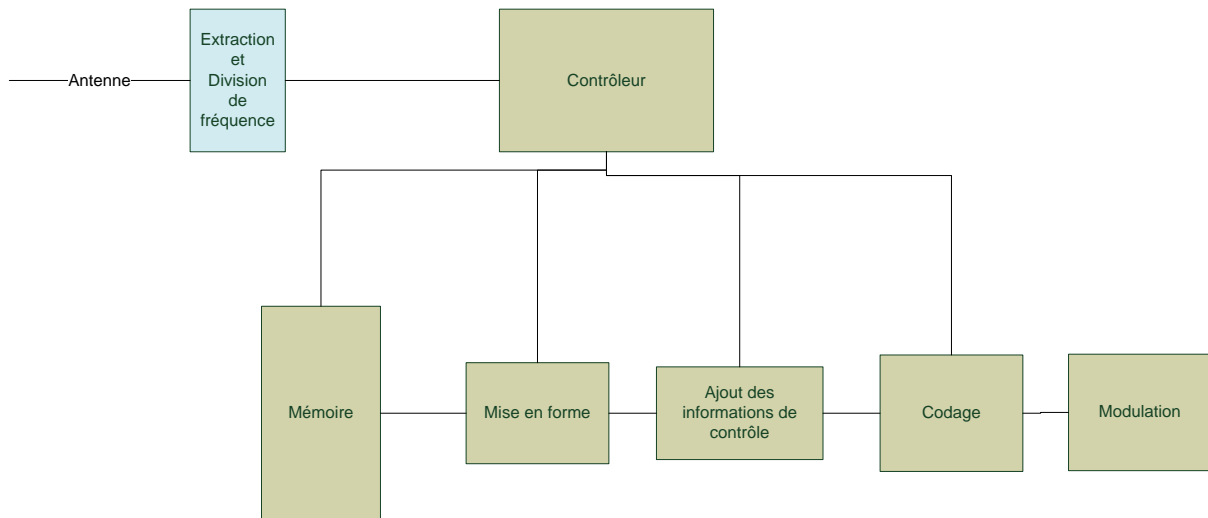 Antenne
Extraction
et
Division
de
fréquence
Contrôleur
Mémoire
Mise en forme
Ajout des
informations de
contrôle
Codage
Modulation